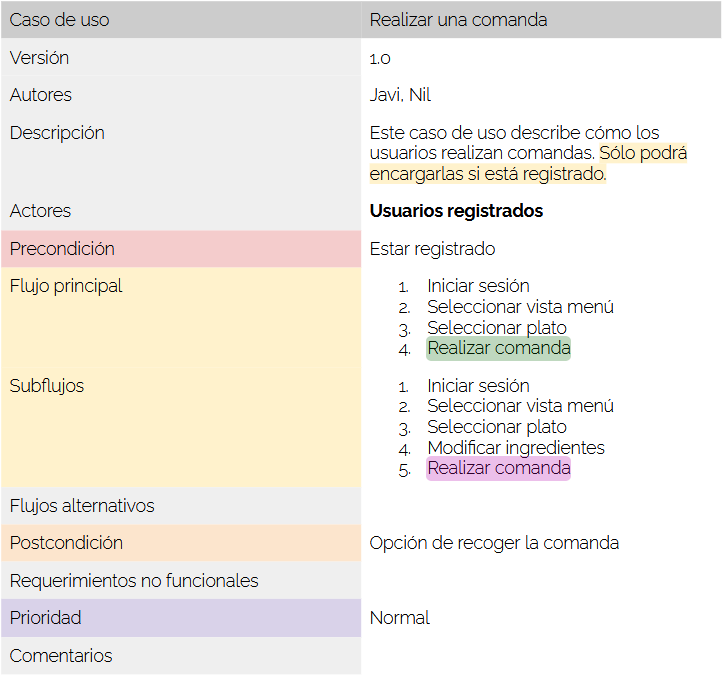 Caso de uso
Realizar una comanda
Versión
1.0
Autores
Javi, Nil
Descripción
Este caso de uso describe cómo los
usuarios realizan comandas. Sólo podrá
encargarlas si está registrado.
Actores
Usuarios registrados
Precondición
Estar registrado
Flujo principal
1. Iniciar sesión
2. Seleccionar vista menú
3. Seleccionar plato
4. Realizar comanda
Subflujos
1. Iniciar sesión
2. Seleccionar vista menú
3. Seleccionar plato
4. Modificar ingredientes
5. Realizar comanda
Flujos alternativos
Postcondición
Opción de recoger la comanda
Requerimientos no funcionales
Prioridad
Normal
Comentarios